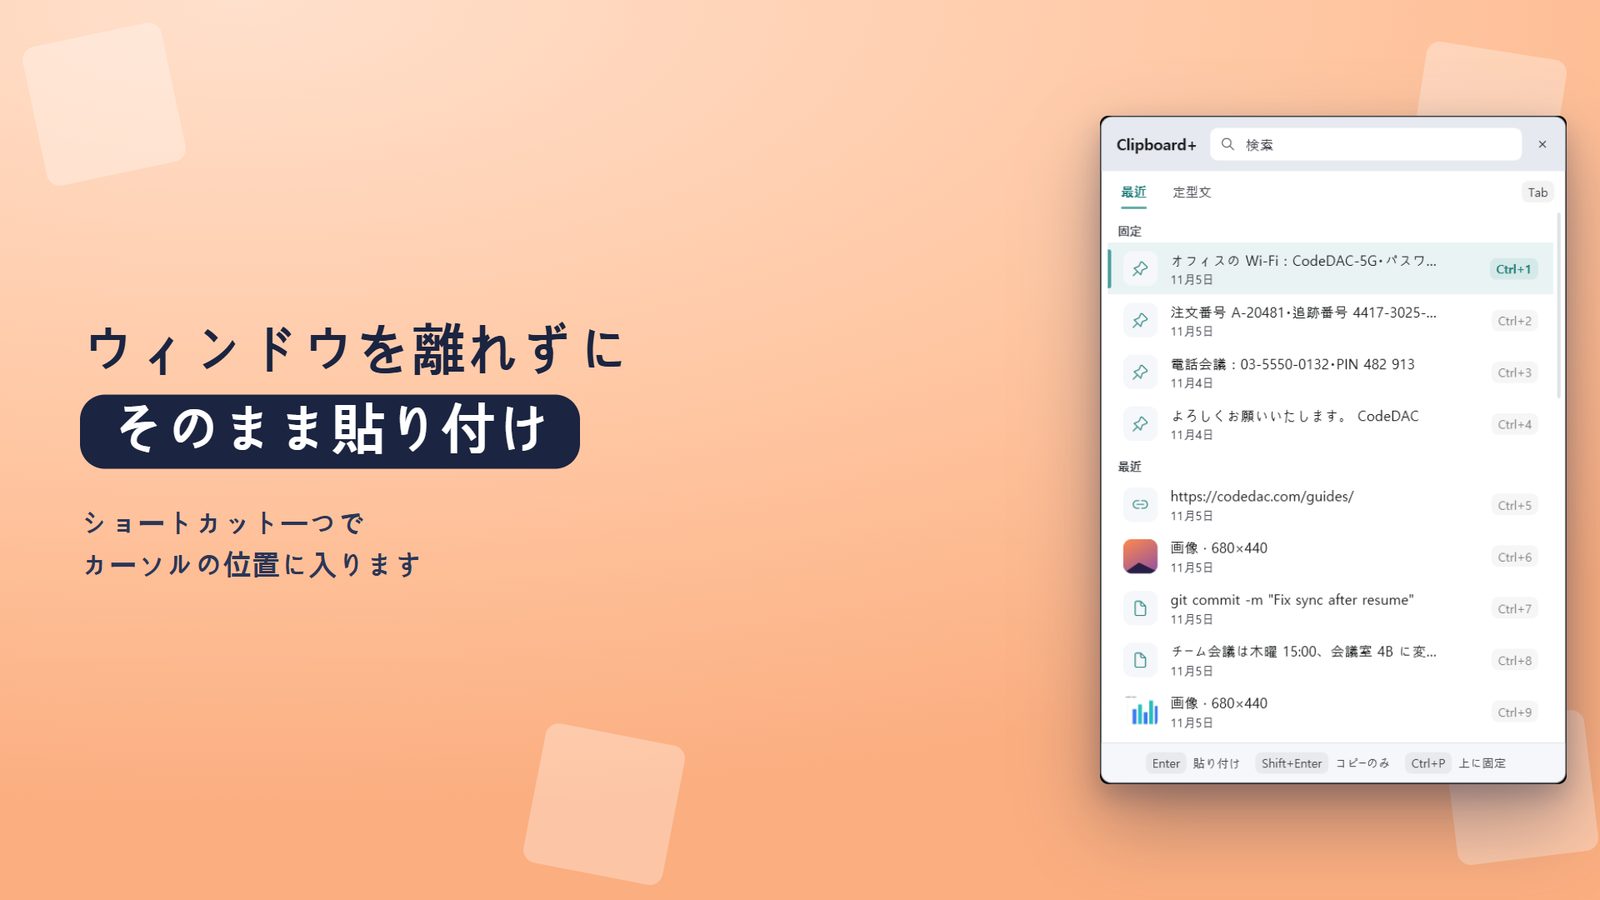 ウィンドウを離れずに
そのまま貼り付け
ショートカット一つで
カーソルの位置に入ります
Clipboard+
検索
×
最近
定型文
Tab
固定
オフィスの Wi-Fi：CodeDAC-5G・パスワ...
11月5日
Ctrl+1
注文番号 A-20481・追跡番号 4417-3025-...
11月5日
Ctrl+2
電話会議：03-5550-0132・PIN 482 913
11月4日
Ctrl+3
よろしくお願いいたします。 CodeDAC
11月4日
Ctrl+4
最近
https://codedac.com/guides/
11月5日
Ctrl+5
画像 · 680×440
11月5日
Ctrl+6
git commit -m "Fix sync after resume"
11月5日
Ctrl+7
チーム会議は木曜 15:00、会議室 4B に変...
11月5日
Ctrl+8
画像 · 680×440
11月5日
Ctrl+9
Enter 貼り付け Shift+Enter コピーのみ Ctrl+P 上に固定